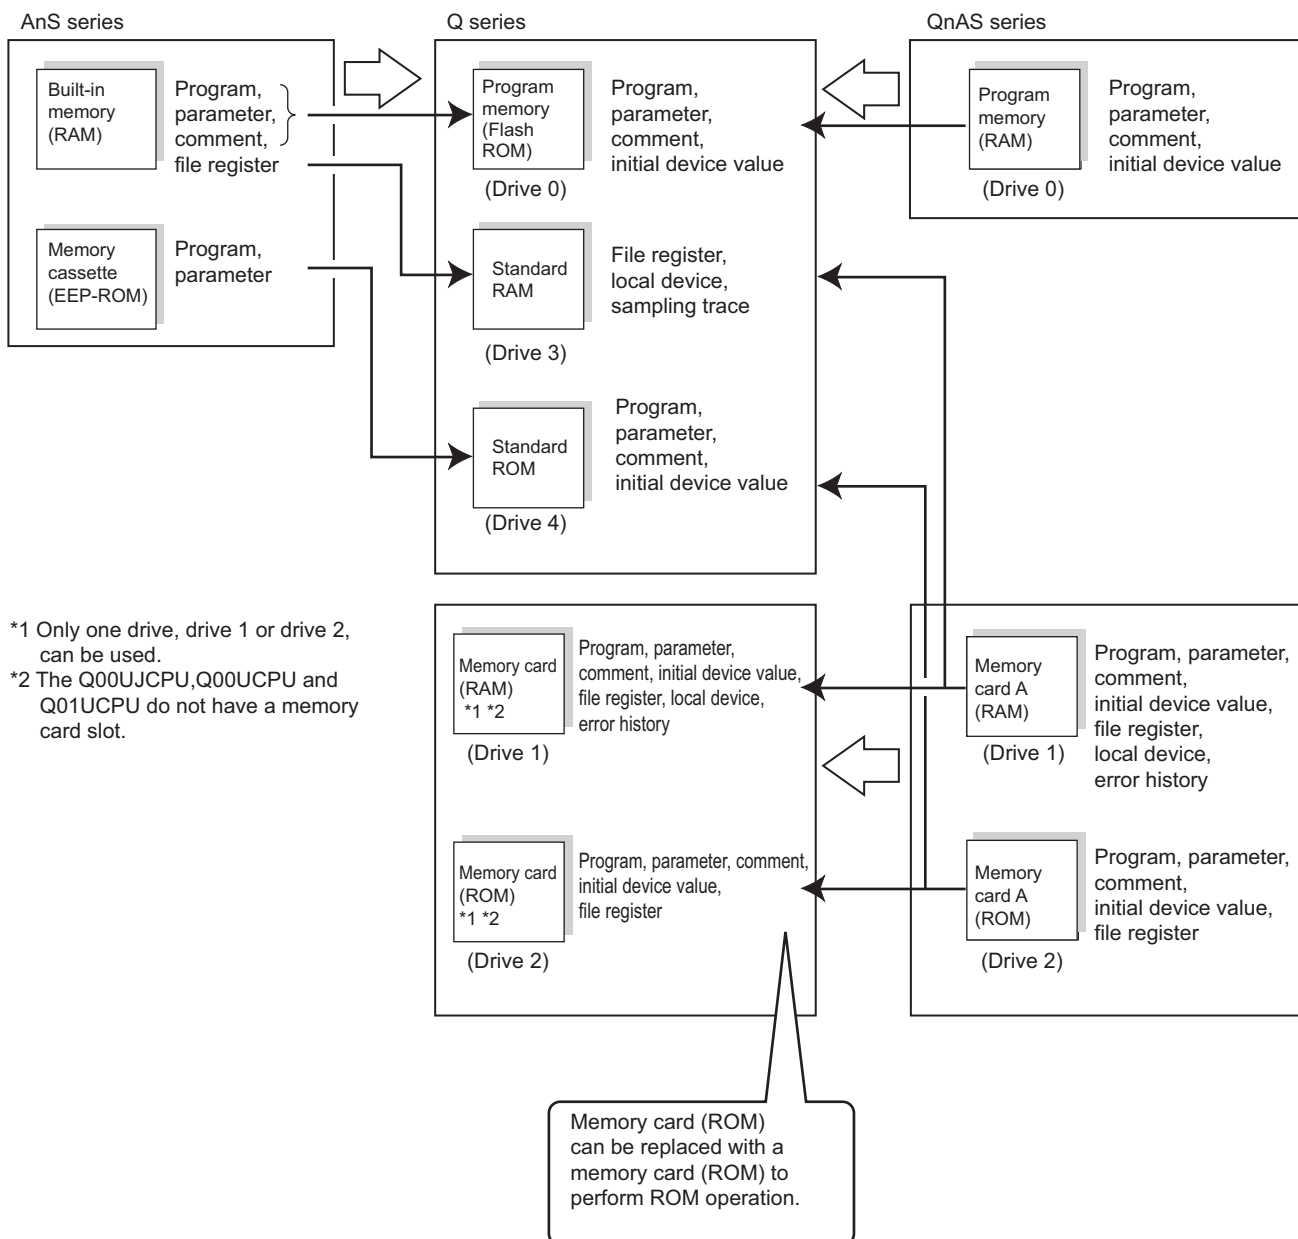 AnS series
Built-in
memory
(RAM)
Program,
parameter,
comment,
file register
Memory
cassette
(EEP-ROM)
Program,
parameter
Q series
Program
memory
(Flash
ROM)
(Drive 0)
Program,
parameter,
comment,
initial device value
Standard
RAM
(Drive 3)
File register,
local device,
sampling trace
Standard
ROM
(Drive 4)
Program,
parameter,
comment,
initial device value
QnAS series
Program
memory
(RAM)
(Drive 0)
Program,
parameter,
comment,
initial device value
*1 Only one drive, drive 1 or drive 2,
can be used.
*2 The Q00UJCPU,Q00UCPU and
Q01UCPU do not have a memory
card slot.
Memory card
(RAM)
*1 *2
(Drive 1)
Program, parameter,
comment, initial device value,
file register, local device,
error history
Memory card
(ROM)
*1 *2
(Drive 2)
Program, parameter, comment,
initial device value,
file register
Memory
card A
(RAM)
(Drive 1)
Program, parameter,
comment,
initial device value,
file register,
local device,
error history
Memory
card A
(ROM)
(Drive 2)
Program, parameter,
comment,
initial device value,
file register
Memory card (ROM)
can be replaced with a
memory card (ROM) to
perform ROM operation.